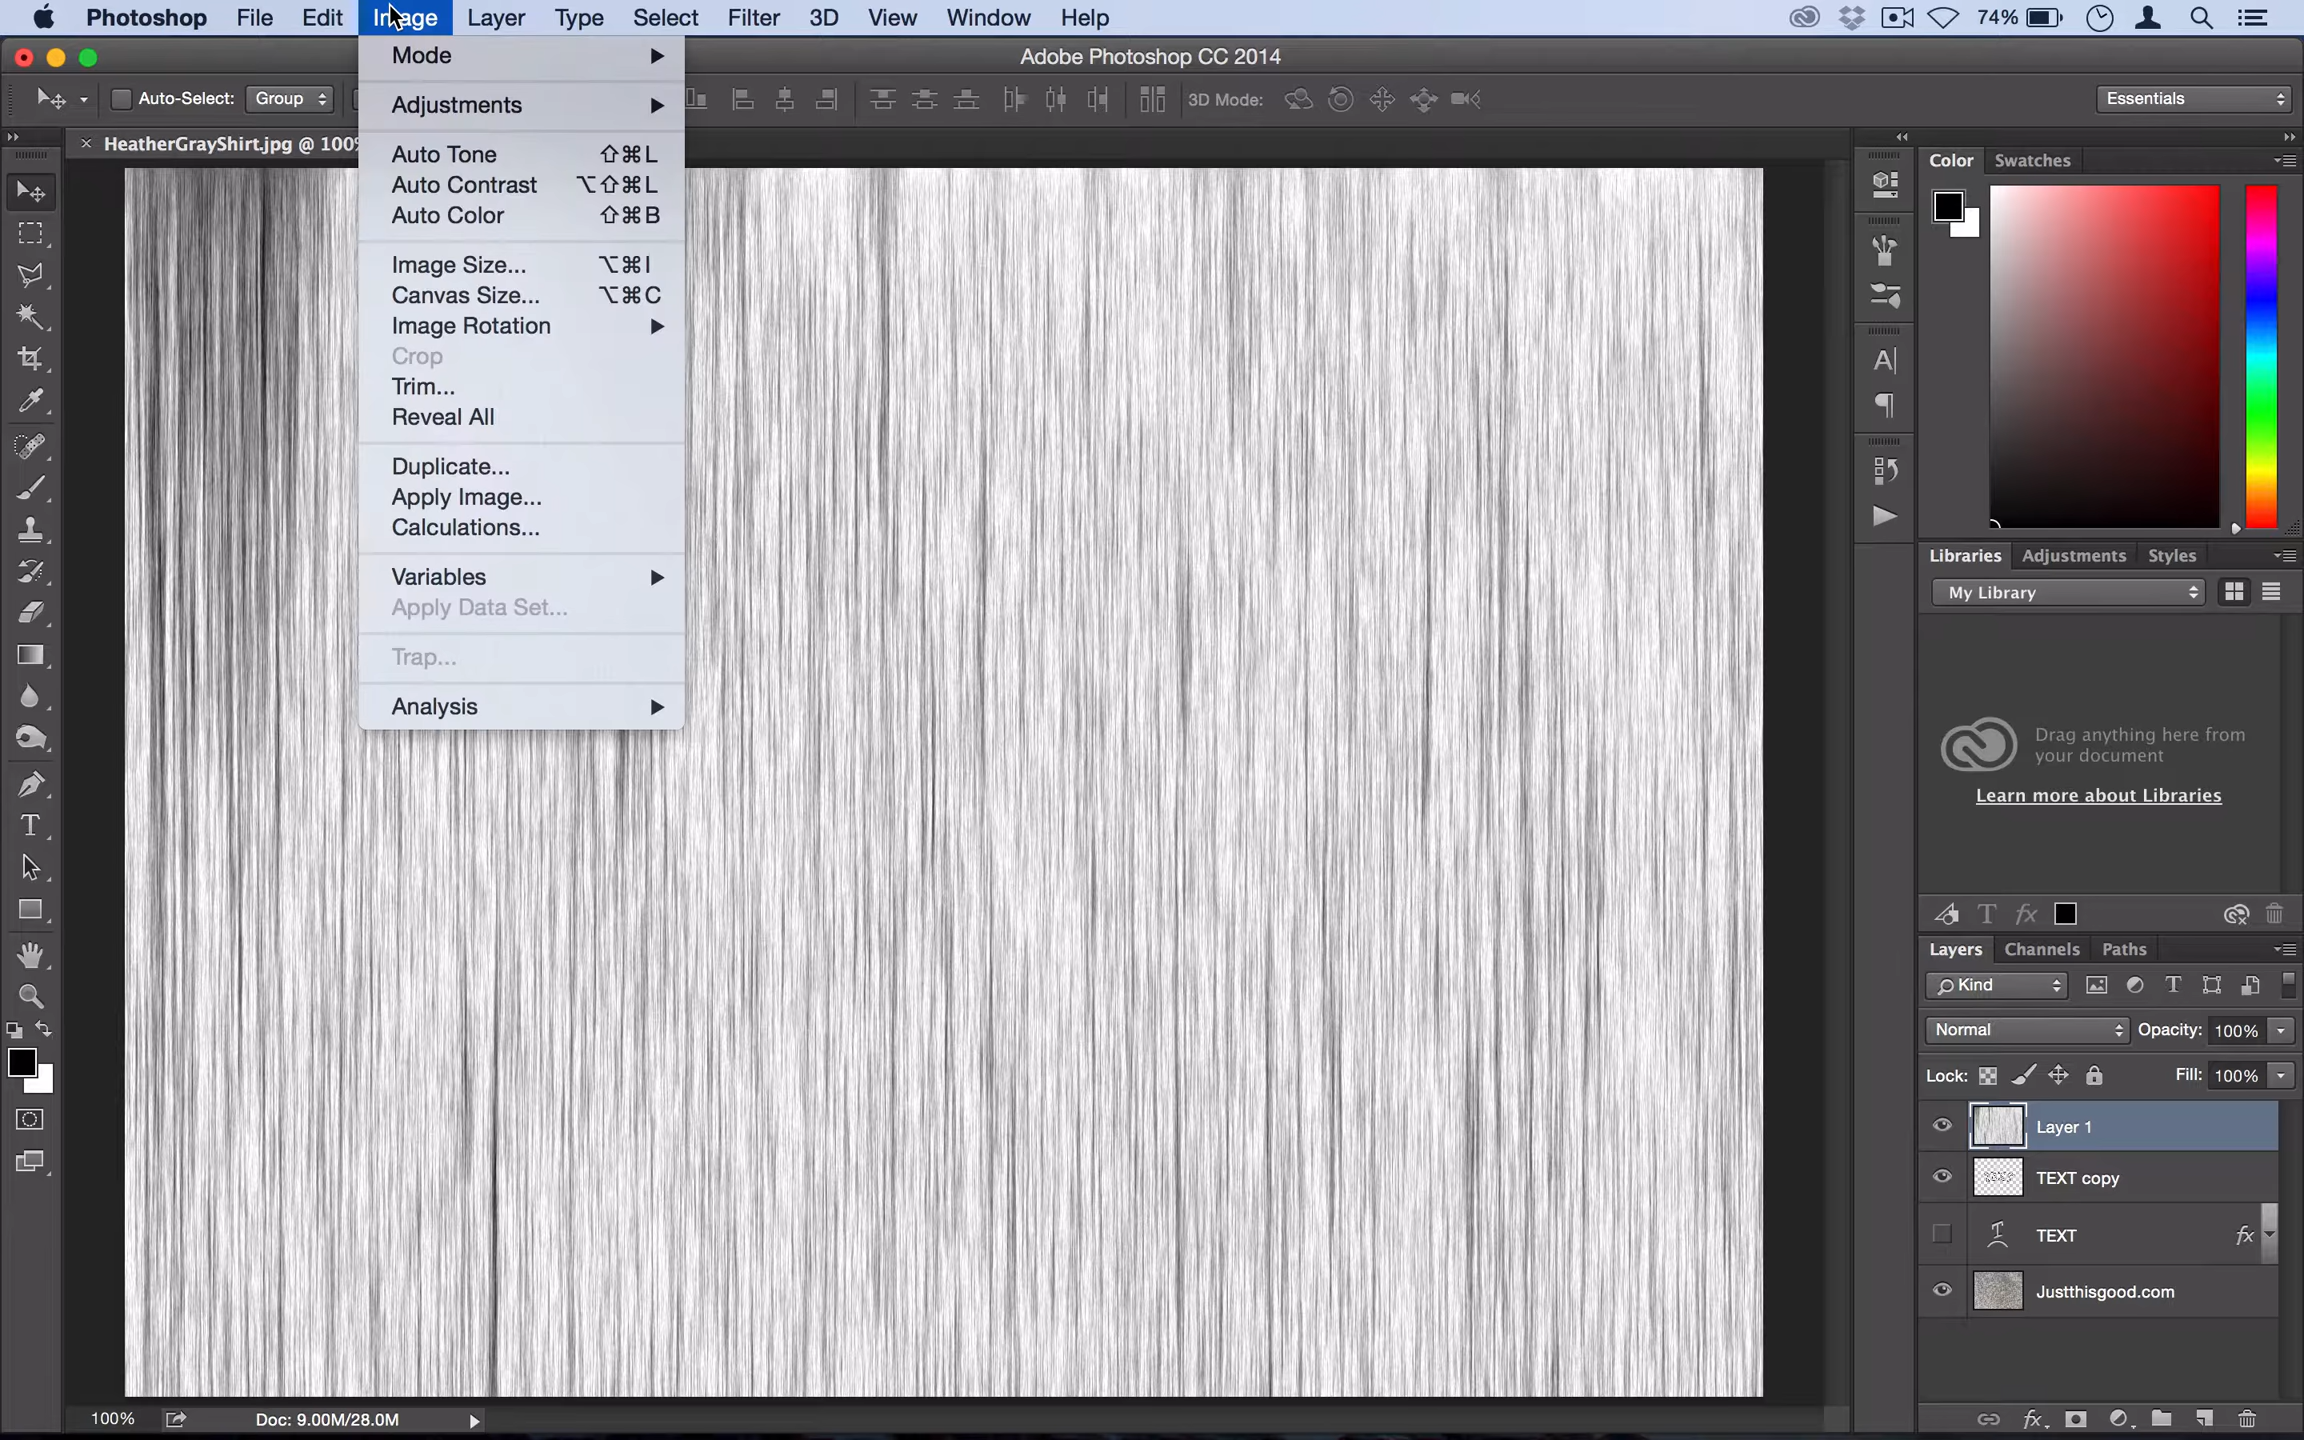 Photoshop File Edit Image Layer Type Select Filter 3D View Window Help 74%
Adobe Photoshop CC 2014
Auto-Select: Group 3D Mode: Essentials
HeatherGrayShirt.jpg @ 100%
Mode
Adjustments
Auto Tone ⇧⌘L
Auto Contrast ⌥⇧⌘L
Auto Color ⇧⌘B
Image Size... ⌥⌘I
Canvas Size... ⌥⌘C
Image Rotation
Crop
Trim...
Reveal All
Duplicate...
Apply Image...
Calculations...
Variables
Apply Data Set...
Trap...
Analysis
Color Swatches
Libraries Adjustments Styles
My Library
Drag anything here from
your document
Learn more about Libraries
Layers Channels Paths
Kind
Normal Opacity: 100%
Lock: Fill: 100%
Layer 1
TEXT copy
TEXT fx
Justthisgood.com
100% Doc: 9.00M/28.0M